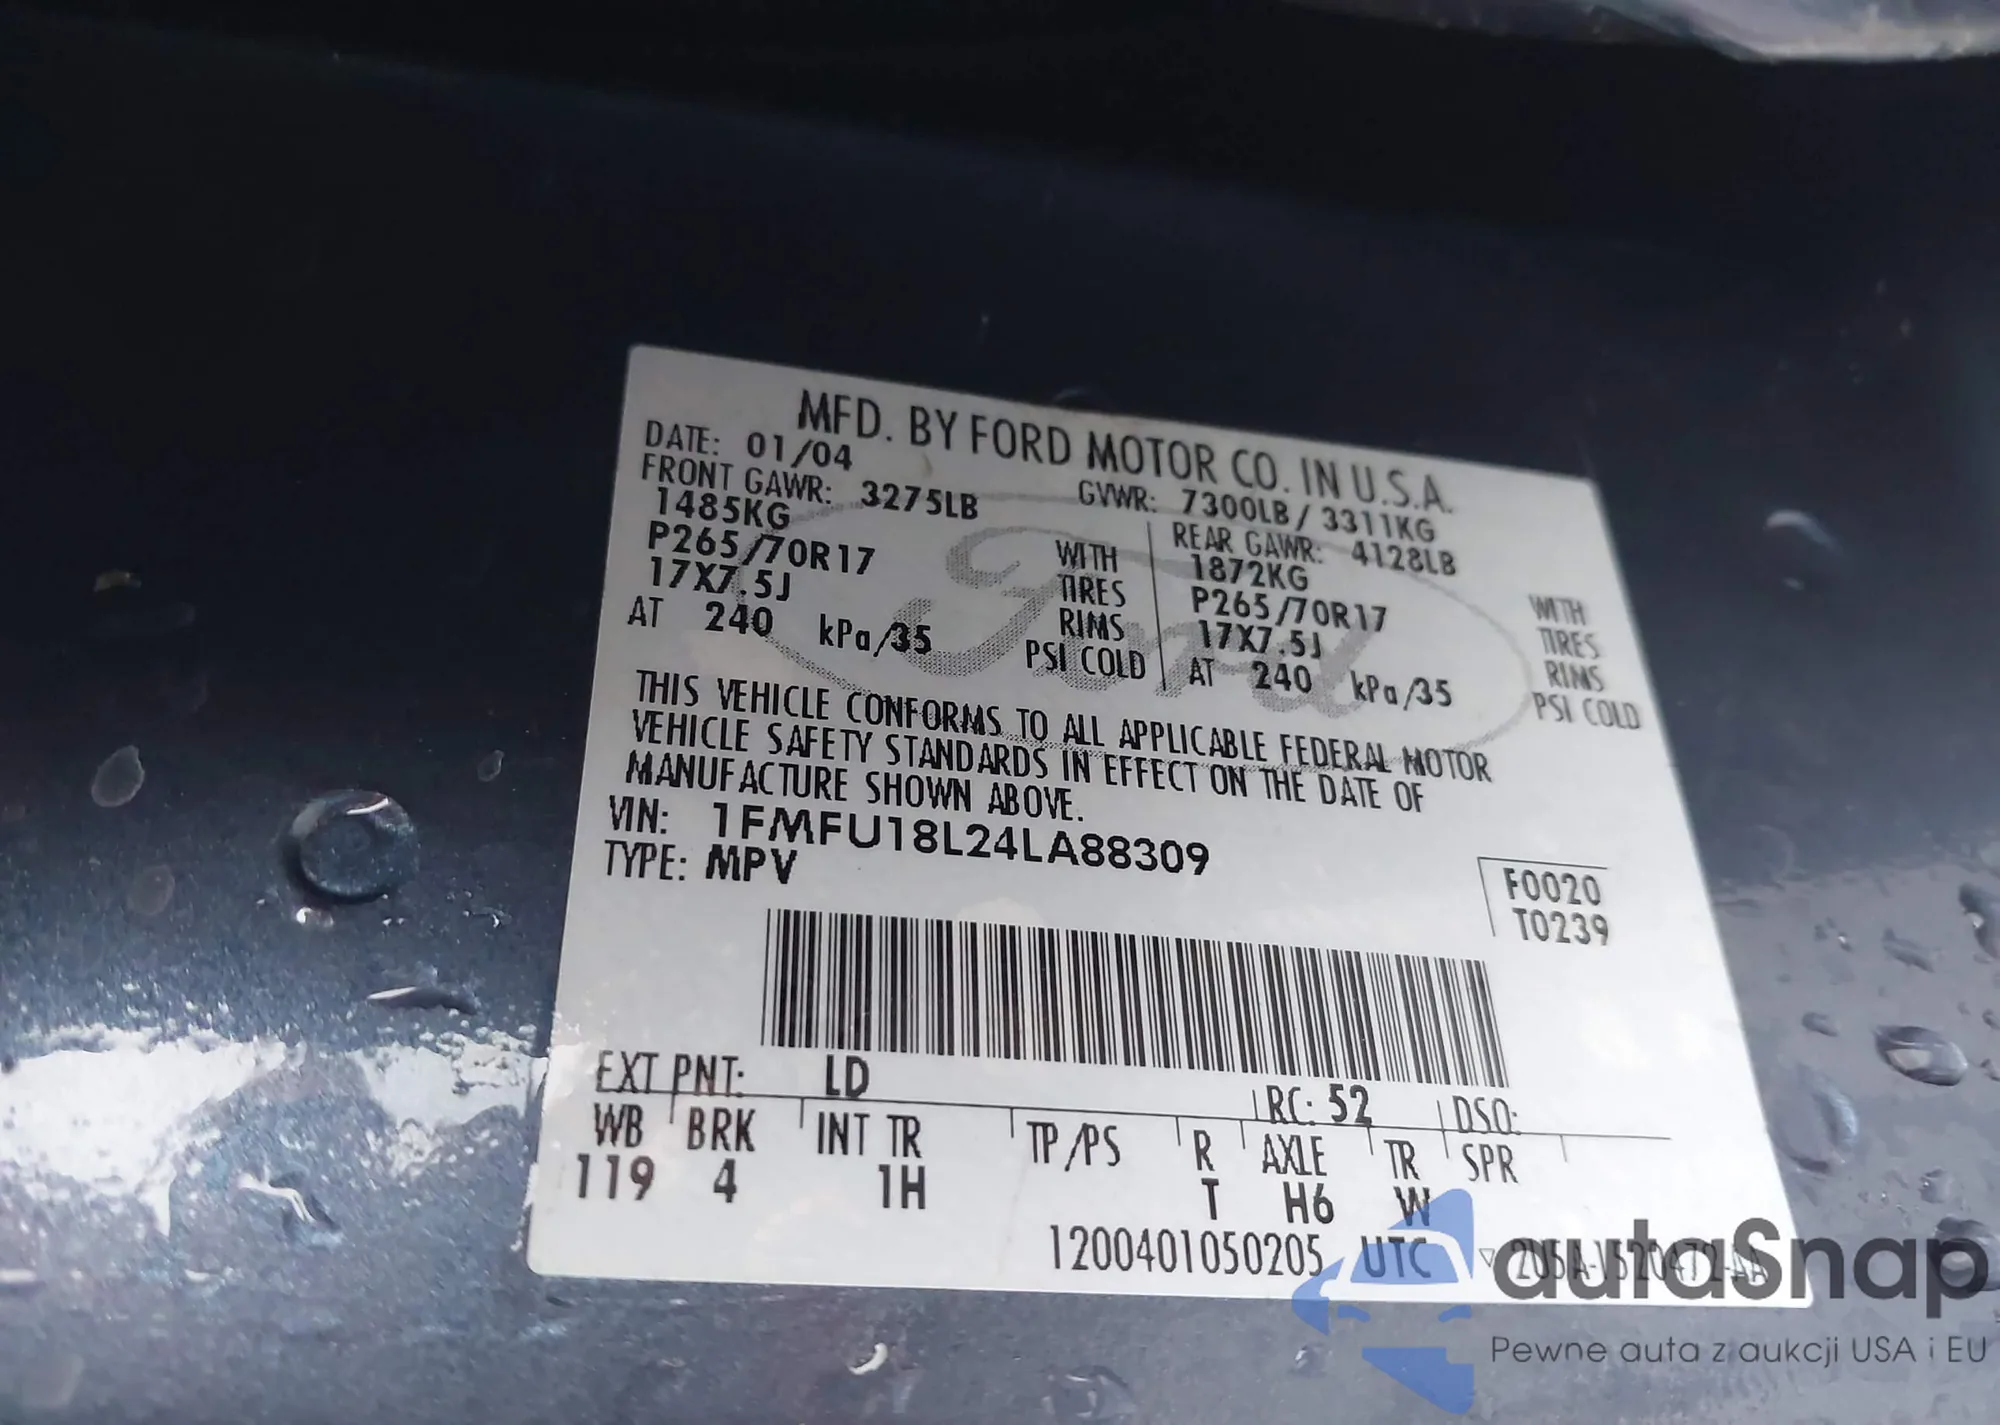 MFD. BY FORD MOTOR CO. IN U.S.A.
DATE: 01/04 GVWR: 7300LB / 3311KG
FRONT GAWR: 3275LB REAR GAWR: 4128LB
1485KG WITH 1872KG WITH
P265/70R17 TIRES P265/70R17 TIRES
17X7.5J RIMS 17X7.5J RIMS
AT 240 kPa/35 PSI COLD AT 240 kPa/35 PSI COLD
Ford
THIS VEHICLE CONFORMS TO ALL APPLICABLE FEDERAL MOTOR
VEHICLE SAFETY STANDARDS IN EFFECT ON THE DATE OF
MANUFACTURE SHOWN ABOVE.
VIN: 1FMFU18L24LA88309
TYPE: MPV
F0020
T0239
EXT PNT: LD RC: 52 DSO:
WB BRK INT TR TP/PS R AXLE TR SPR
119 4 1H T H6 W
1200401050205 UTC
autaSnap
Pewne auta z aukcji USA i EU